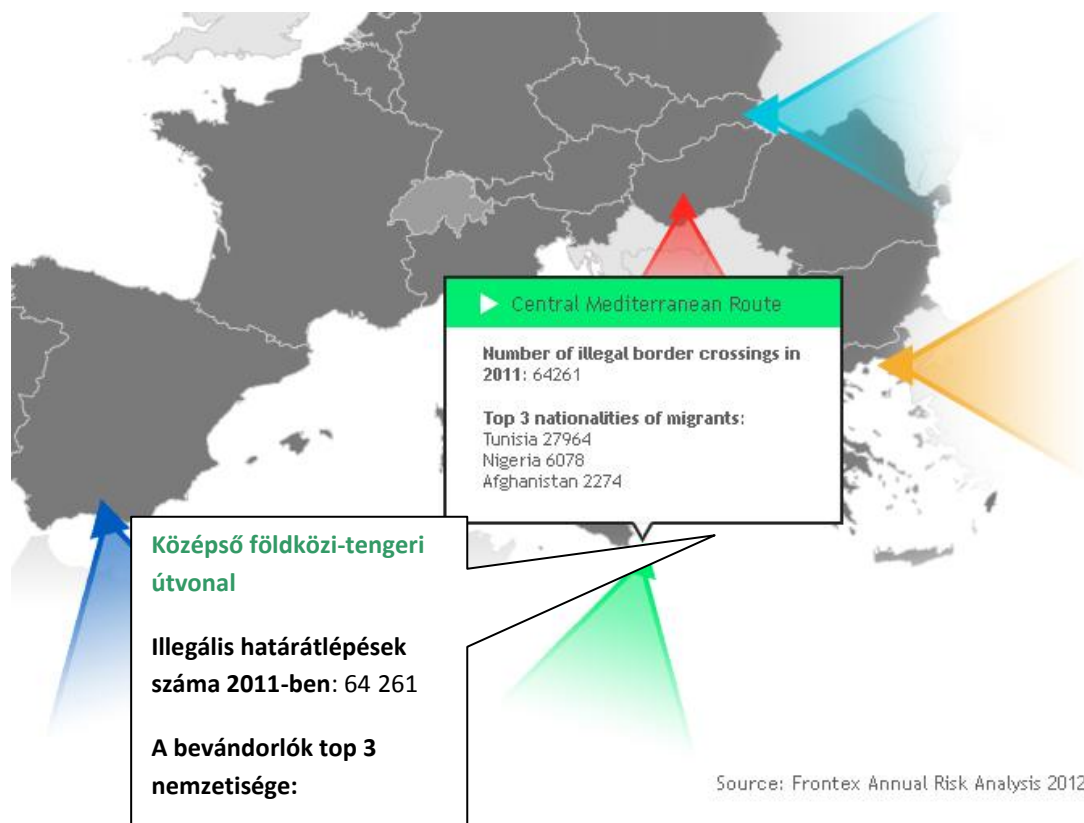 Central Mediterranean Route
Number of illegal border crossings in
2011: 64261
Top 3 nationalities of migrants:
Tunisia 27964
Nigeria 6078
Afghanistan 2274
Középső földközi-tengeri
útvonal
Illegális határátlépések
száma 2011-ben: 64 261
A bevándorlók top 3
nemzetisége:
Source: Frontex Annual Risk Analysis 2012